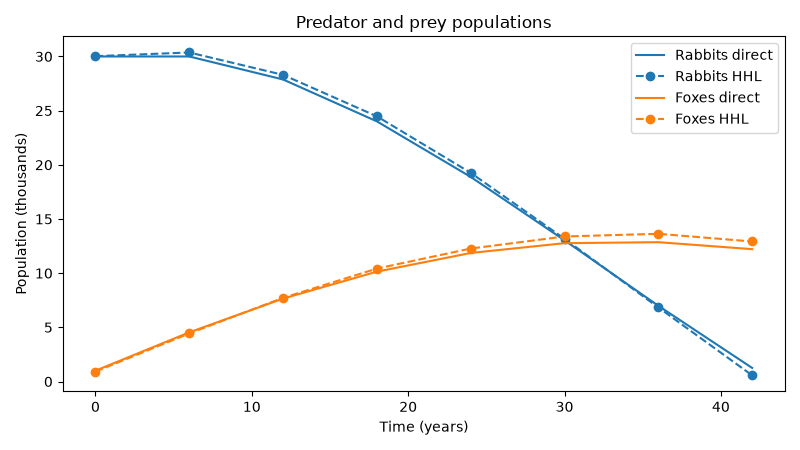 Predator and prey populations
Population (thousands)
30
25
20
15
10
5
0
Rabbits direct
Rabbits HHL
Foxes direct
Foxes HHL
0 10 20 30 40
Time (years)